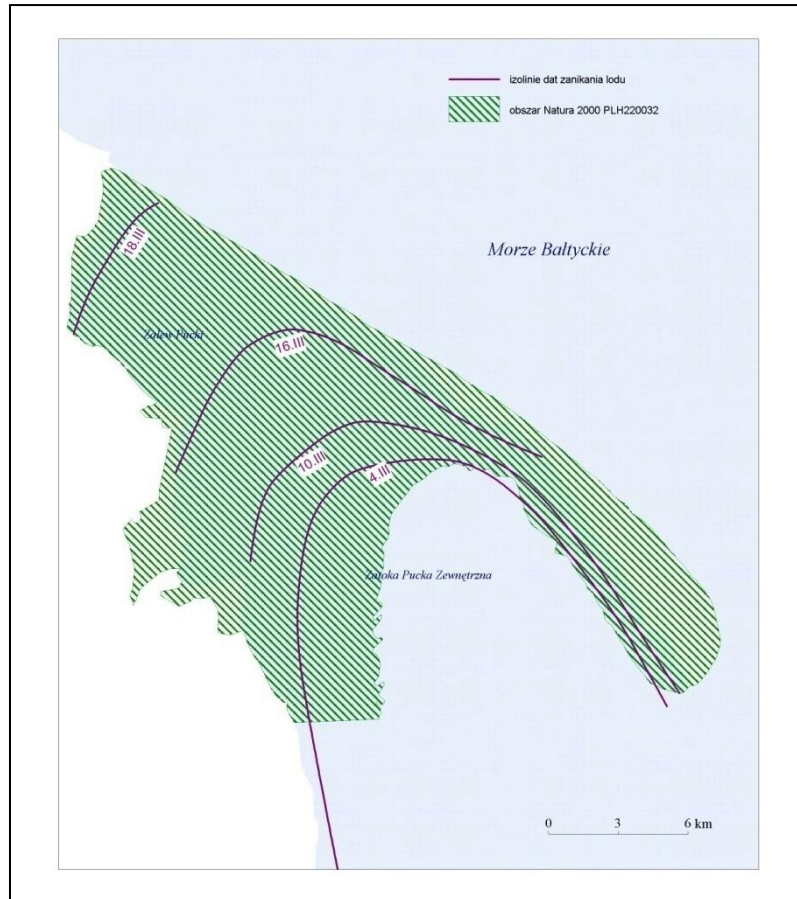 izolinie dat zanikania lodu
obszar Natura 2000 PLH220032
Morze Bałtyckie
18.III
Zalew Pucki
16.III
10.III
4.III
Zatoka Pucka Zewnętrzna
0 3 6 km